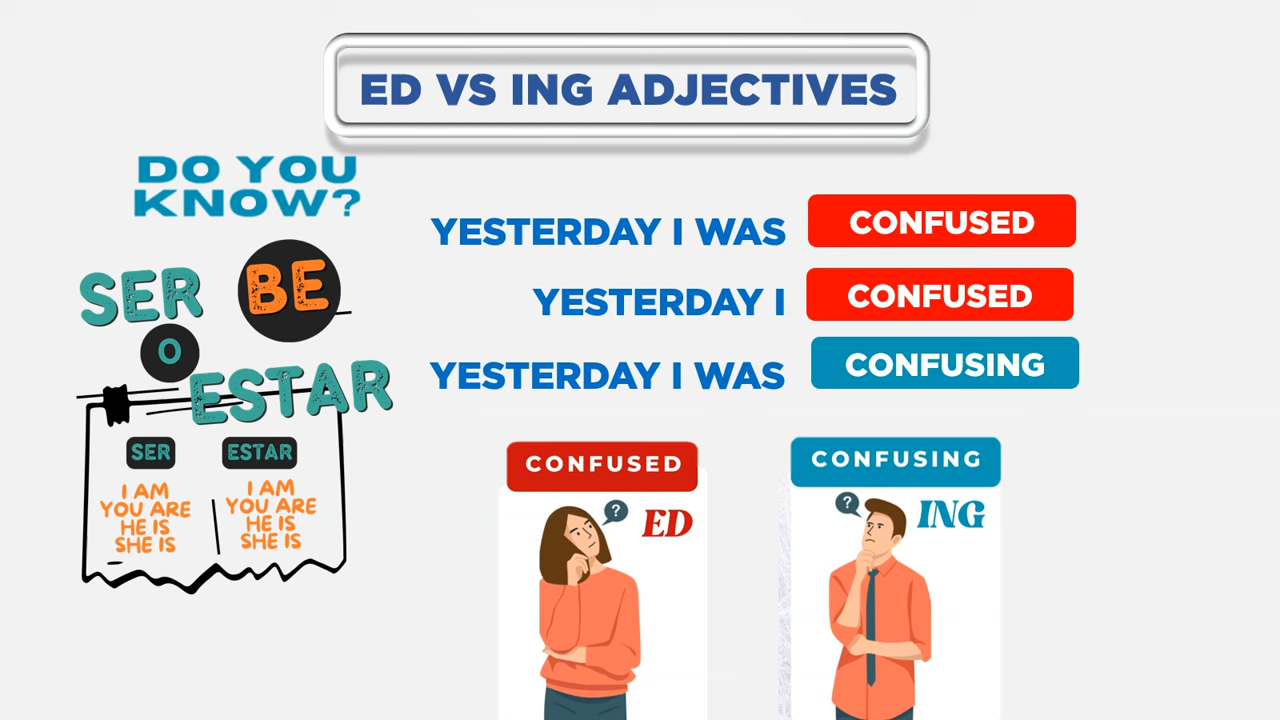 ED VS ING ADJECTIVES
DO YOU
KNOW?
SER
BE
O
ESTAR
SER
ESTAR
I AM
YOU ARE
HE IS
SHE IS
I AM
YOU ARE
HE IS
SHE IS
YESTERDAY I WAS CONFUSED
YESTERDAY I CONFUSED
YESTERDAY I WAS CONFUSING
CONFUSED
?
ED
CONFUSING
?
ING